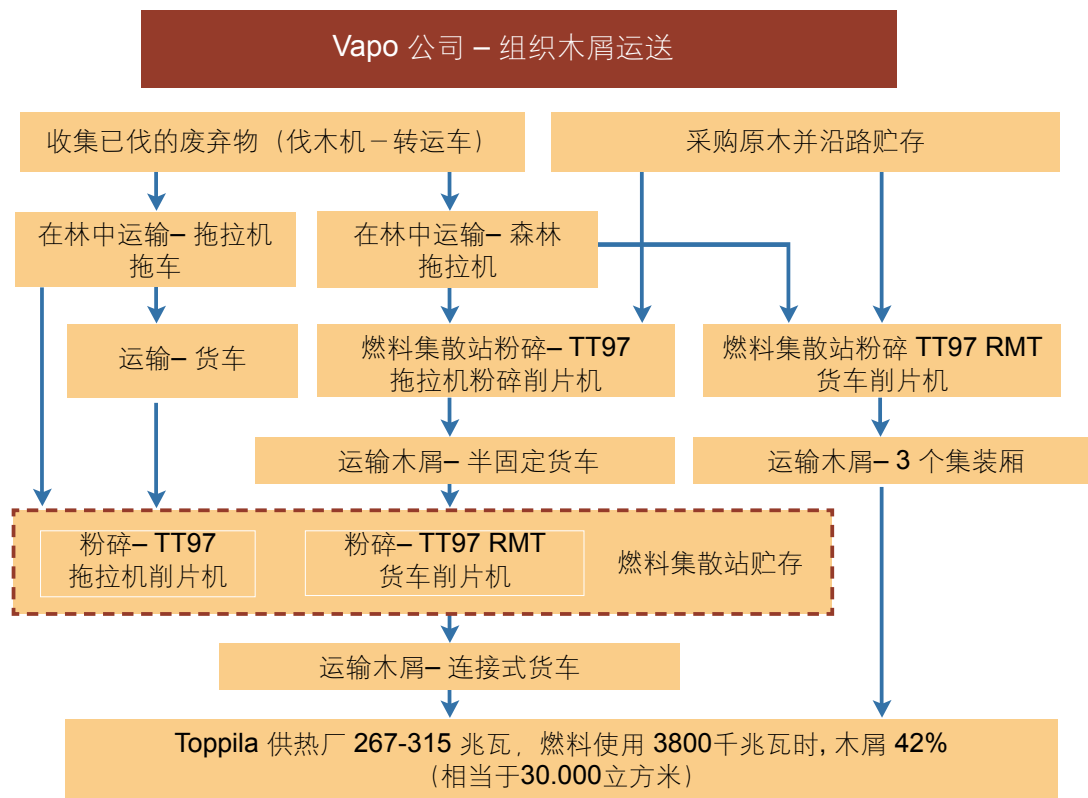 Vapo 公司 – 组织木屑运送
收集已伐的废弃物（伐木机－转运车）
采购原木并沿路贮存
在林中运输– 拖拉机
拖车
在林中运输– 森林
拖拉机
运输– 货车
燃料集散站粉碎– TT97
拖拉机粉碎削片机
燃料集散站粉碎 TT97 RMT
货车削片机
运输木屑– 半固定货车
运输木屑– 3 个集装厢
粉碎– TT97
拖拉机削片机
粉碎– TT97 RMT
货车削片机
燃料集散站贮存
运输木屑– 连接式货车
Toppila 供热厂 267-315 兆瓦，燃料使用 3800千兆瓦时, 木屑 42%
（相当于30.000立方米）